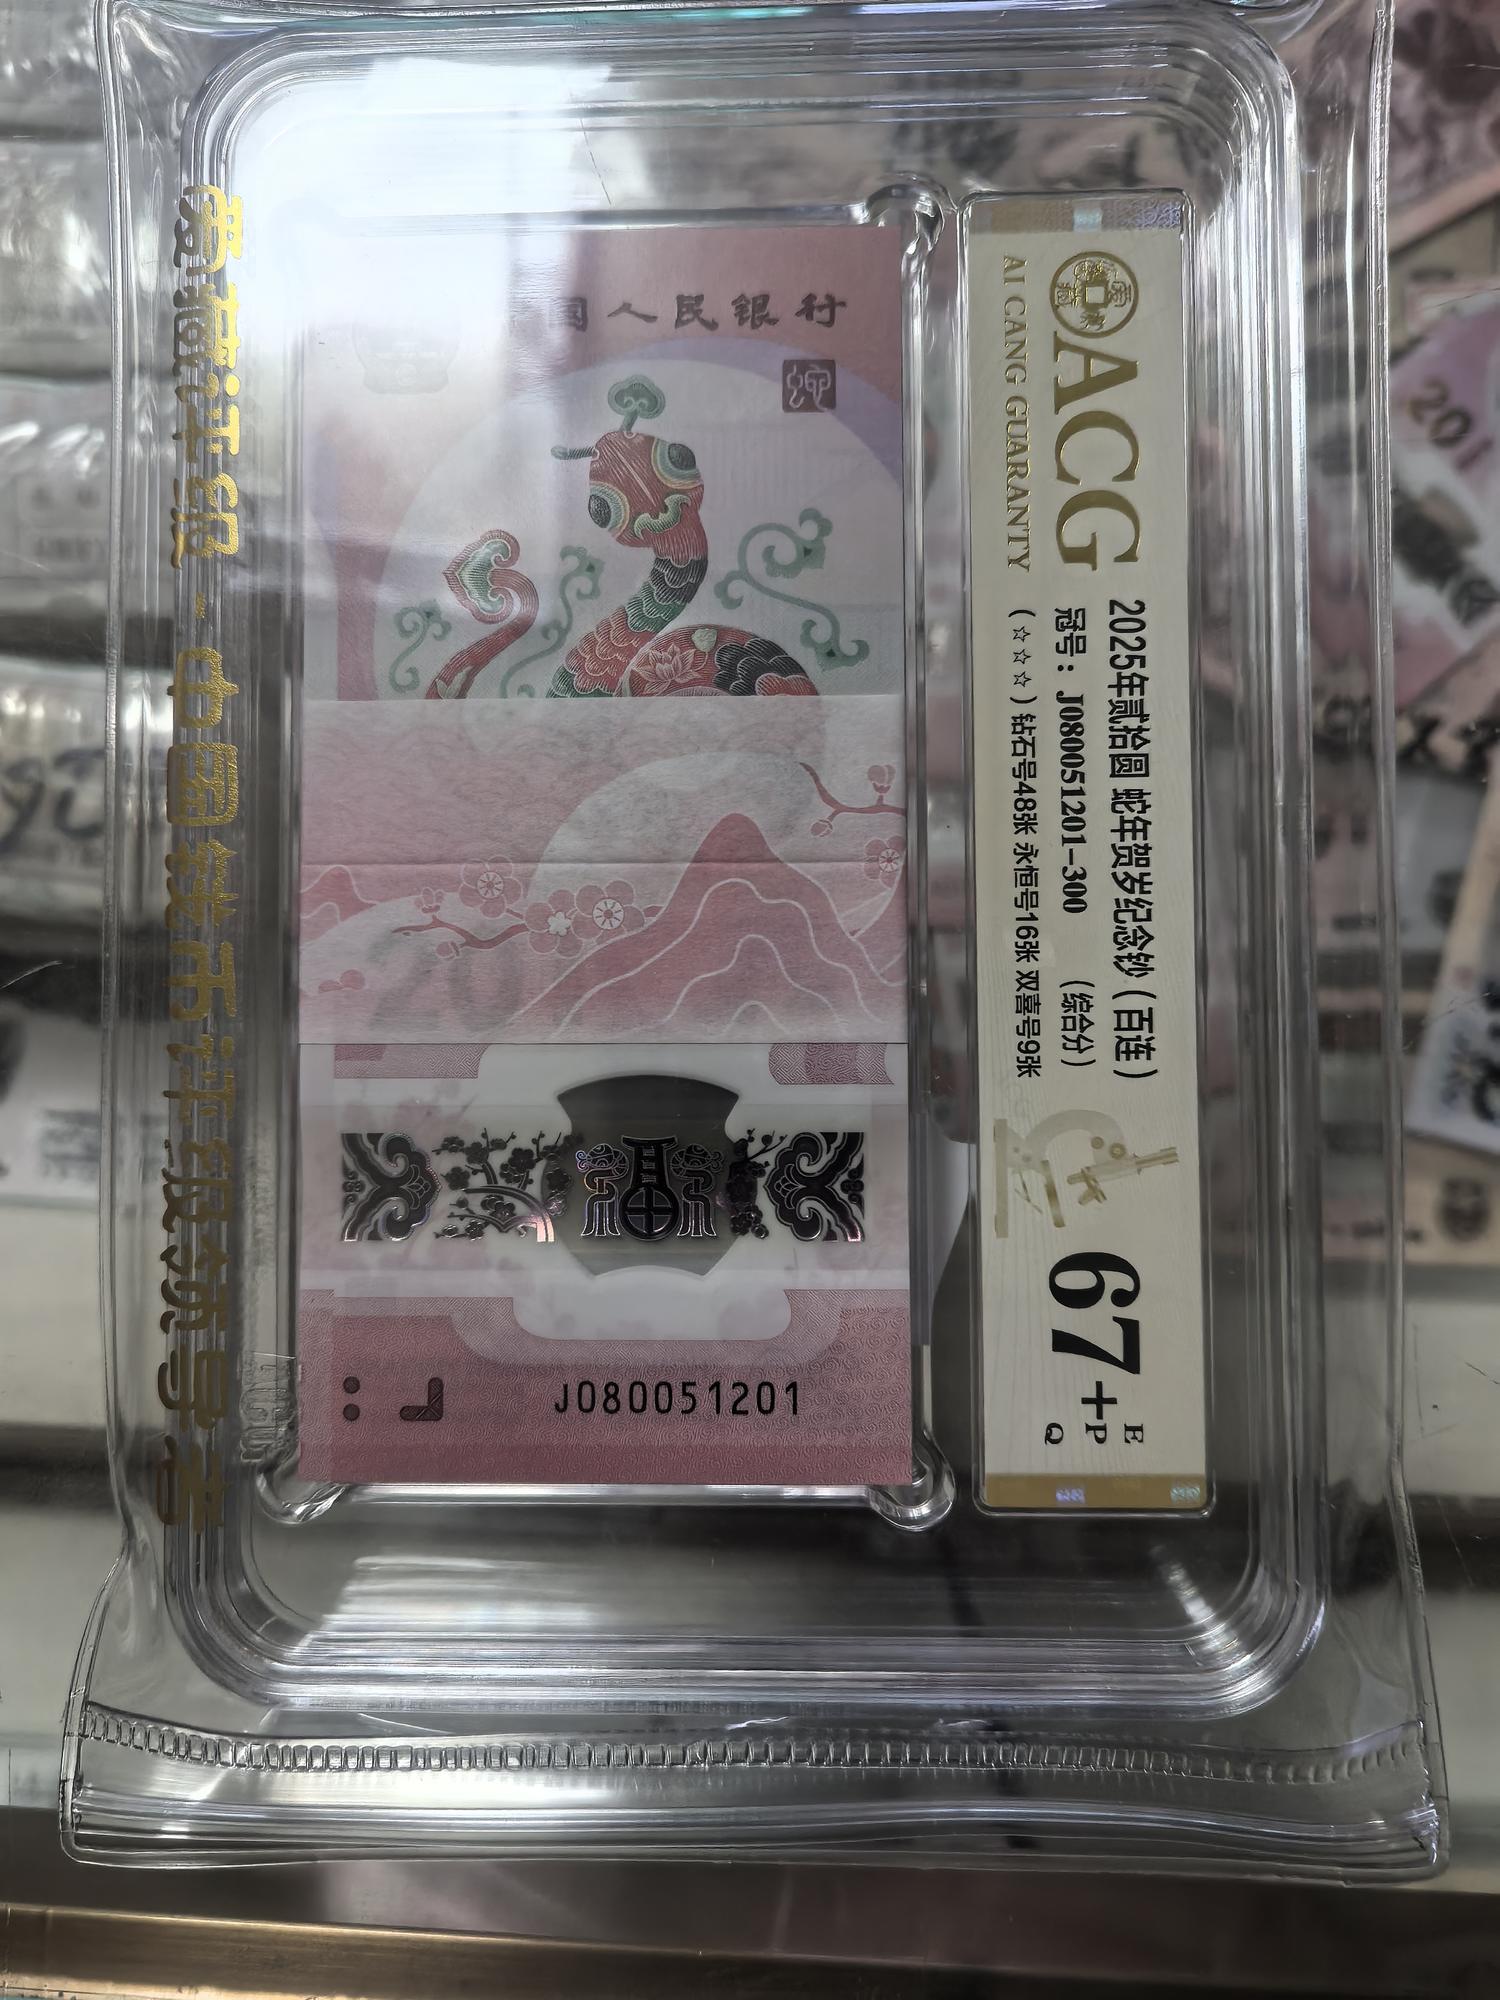 爱藏评级 - 中国钱币评级领导者
国人民银行
蛇
J080051201
ACG
AI CANG GUARANTY
2025年贰拾圆 蛇年贺岁纪念钞（百连）
冠号：J080051201-300 （综合分）
（☆☆☆）钻石号48张 永恒号16张 双喜号9张
67+
E
P
Q
201